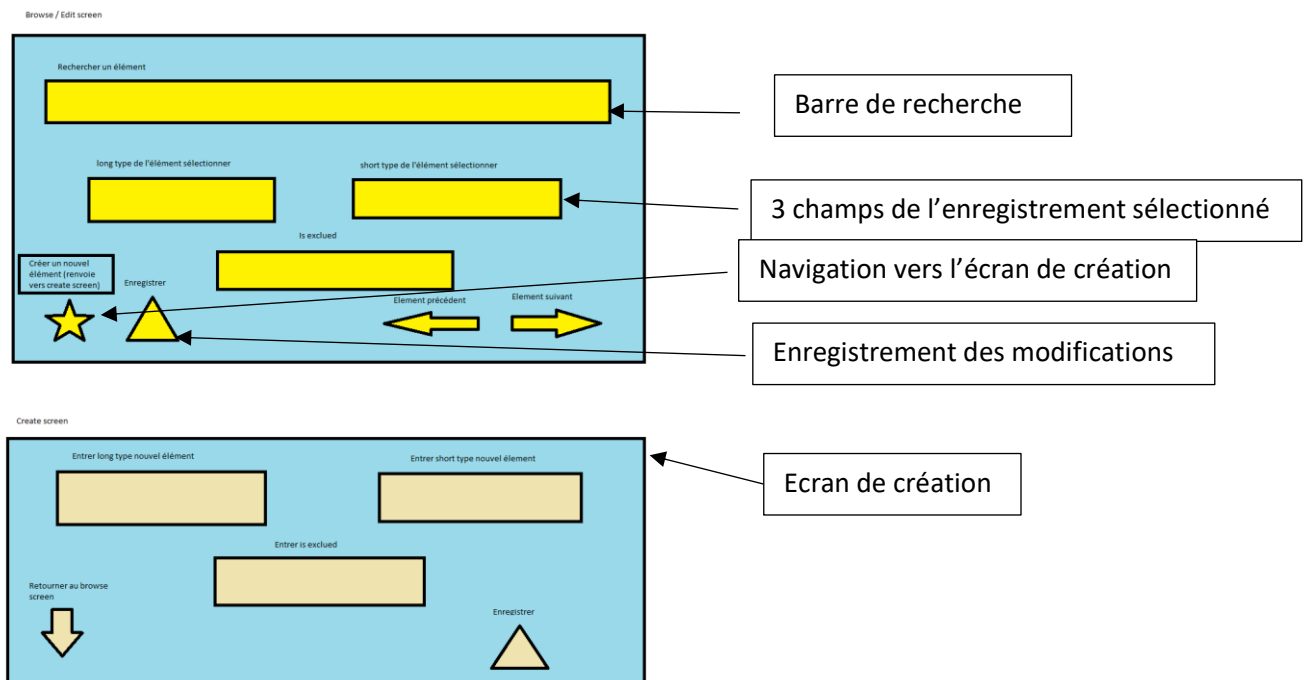 Browse / Edit screen
Rechercher un élément
Barre de recherche
long type de l'élément sélectionner
short type de l'élément sélectionner
3 champs de l’enregistrement sélectionné
Is exclued
Créer un nouvel
élément (renvoie
vers create screen)
Enregistrer
Navigation vers l’écran de création
Element précédent
Element suivant
Enregistrement des modifications
Create screen
Entrer long type nouvel élément
Entrer short type nouvel élement
Ecran de création
Entrer is exclued
Retourner au browse
screen
Enregistrer